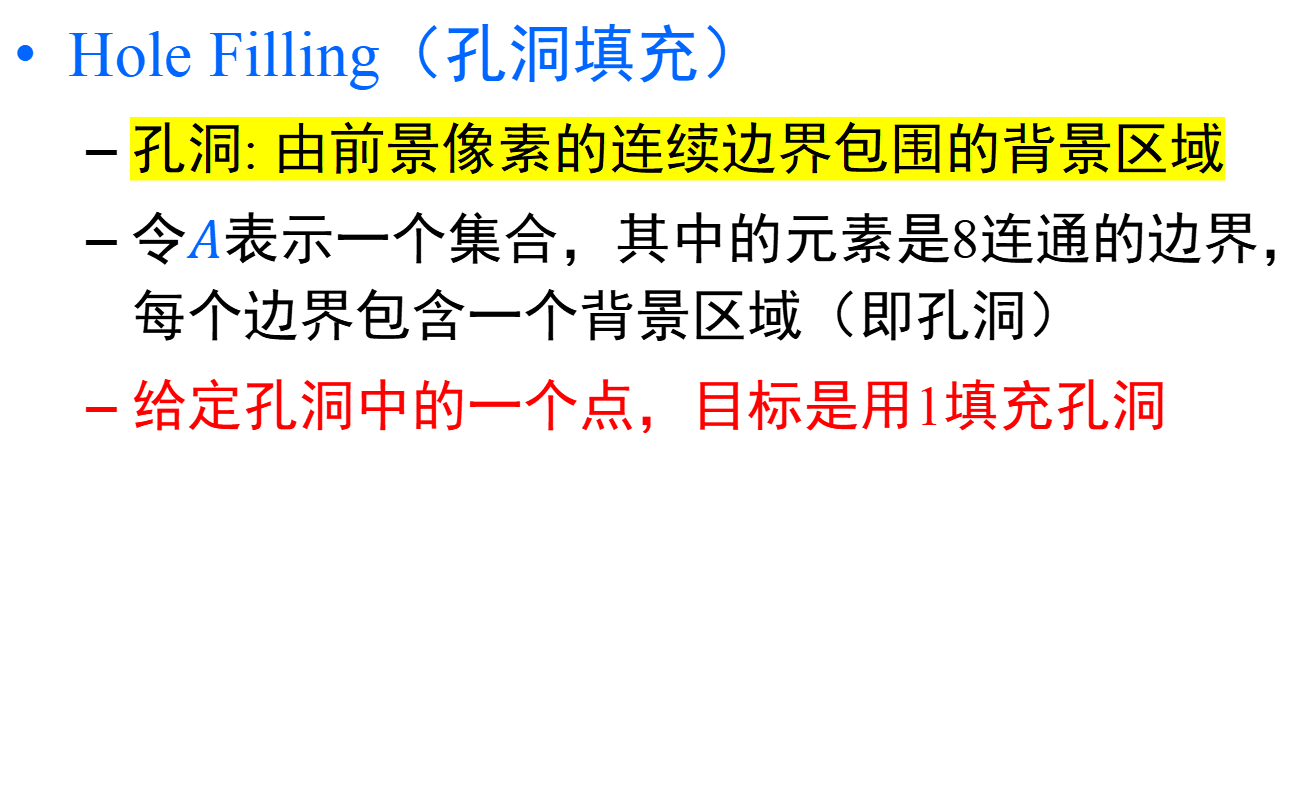 • Hole Filling（孔洞填充）
– 孔洞: 由前景像素的连续边界包围的背景区域
– 令A表示一个集合，其中的元素是8连通的边界，
每个边界包含一个背景区域（即孔洞）
– 给定孔洞中的一个点，目标是用1填充孔洞